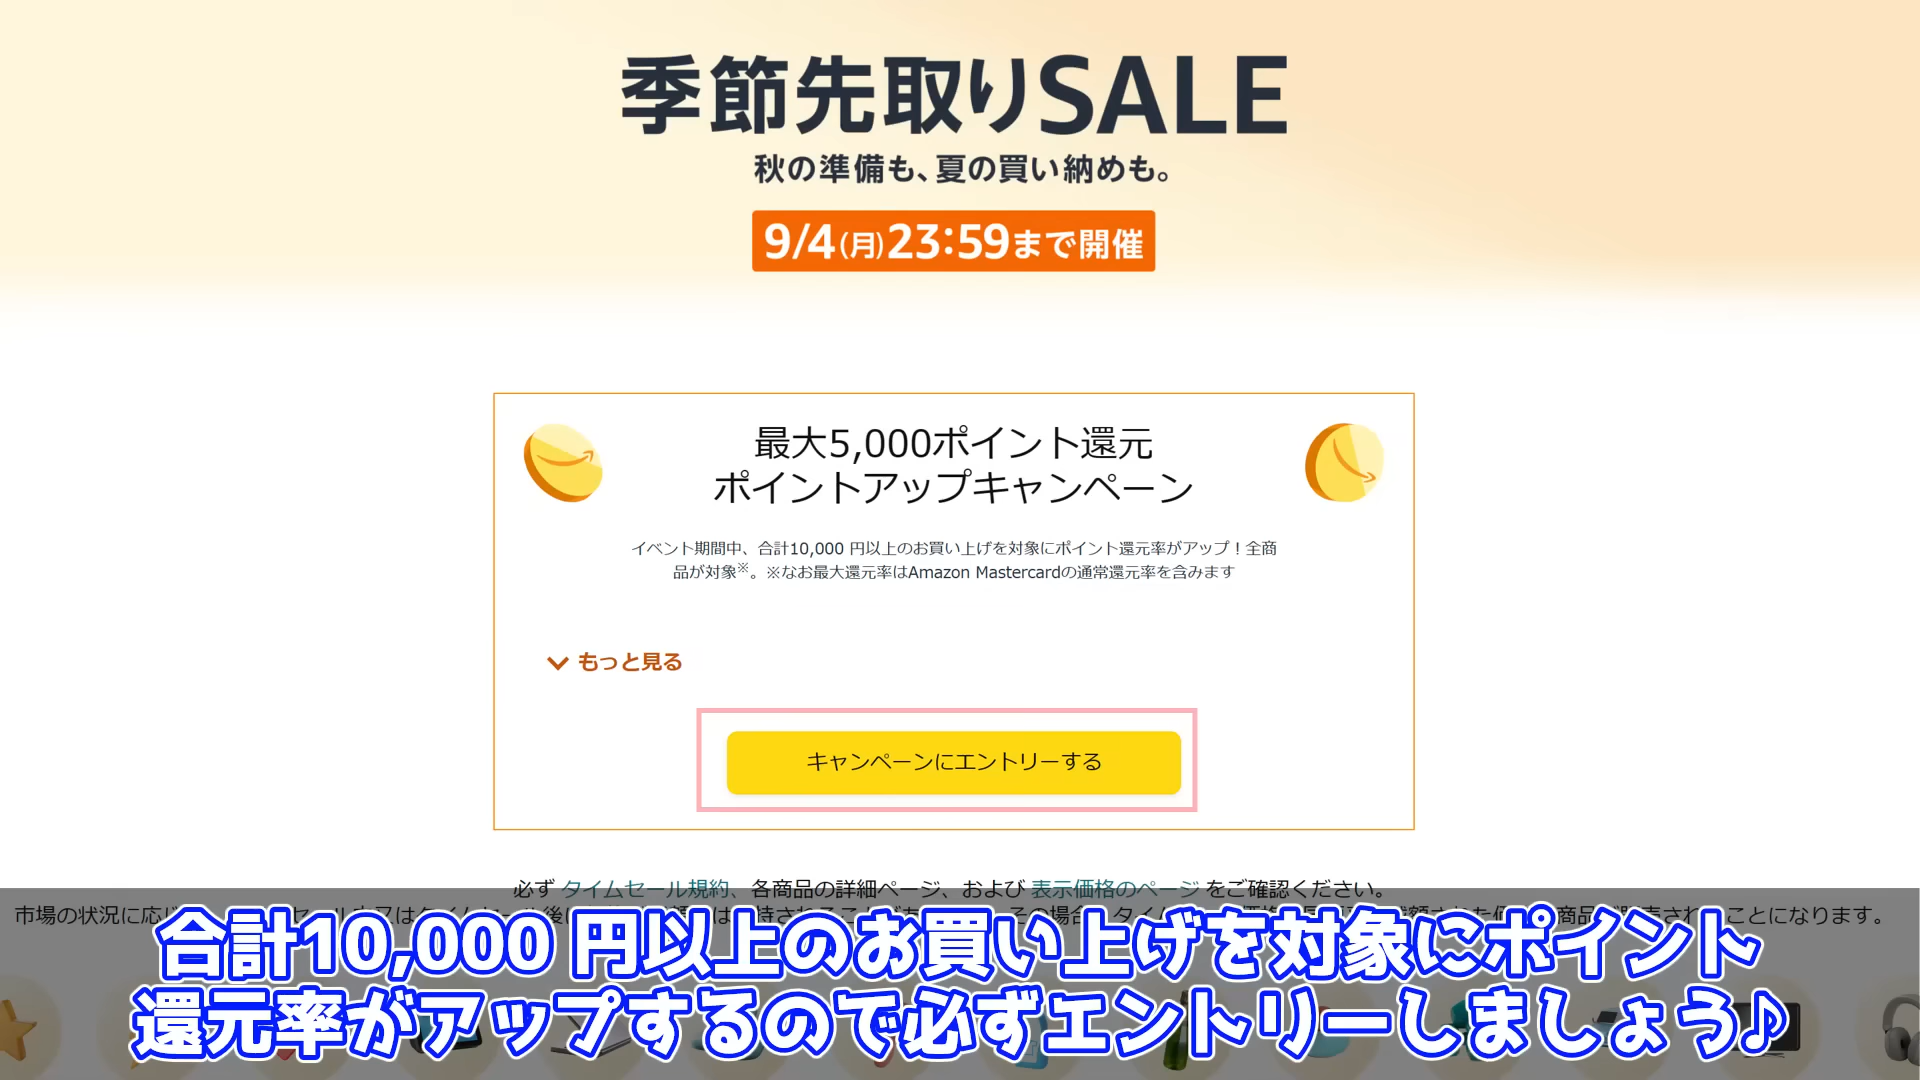 季節先取りSALE
秋の準備も、夏の買い納めも。
9/4(月)23:59まで開催
最大5,000ポイント還元
ポイントアップキャンペーン
イベント期間中、合計10,000 円以上のお買い上げを対象にポイント還元率がアップ！全商
品が対象※。※なお最大還元率はAmazon Mastercardの通常還元率を含みます
もっと見る
キャンペーンにエントリーする
必ず タイムセール規約、各商品の詳細ページ、および 表示価格のページ をご確認ください。
市場の状況に応じ
ことになります。
合計10,000 円以上のお買い上げを対象にポイント
還元率がアップするので必ずエントリーしましょう♪